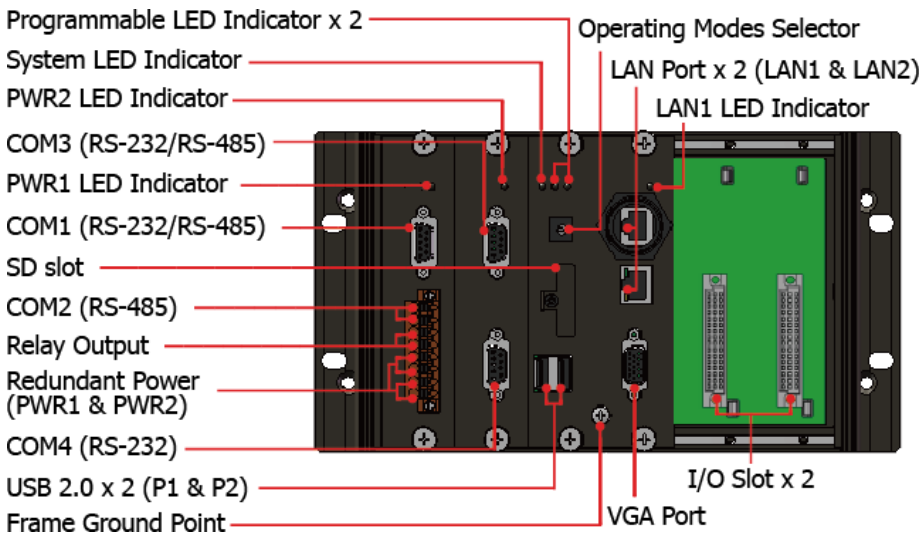 Programmable LED Indicator x 2
System LED Indicator
PWR2 LED Indicator
COM3 (RS-232/RS-485)
PWR1 LED Indicator
COM1 (RS-232/RS-485)
SD slot
COM2 (RS-485)
Relay Output
Redundant Power
(PWR1 & PWR2)
COM4 (RS-232)
USB 2.0 x 2 (P1 & P2)
Frame Ground Point
Operating Modes Selector
LAN Port x 2 (LAN1 & LAN2)
LAN1 LED Indicator
I/O Slot x 2
VGA Port